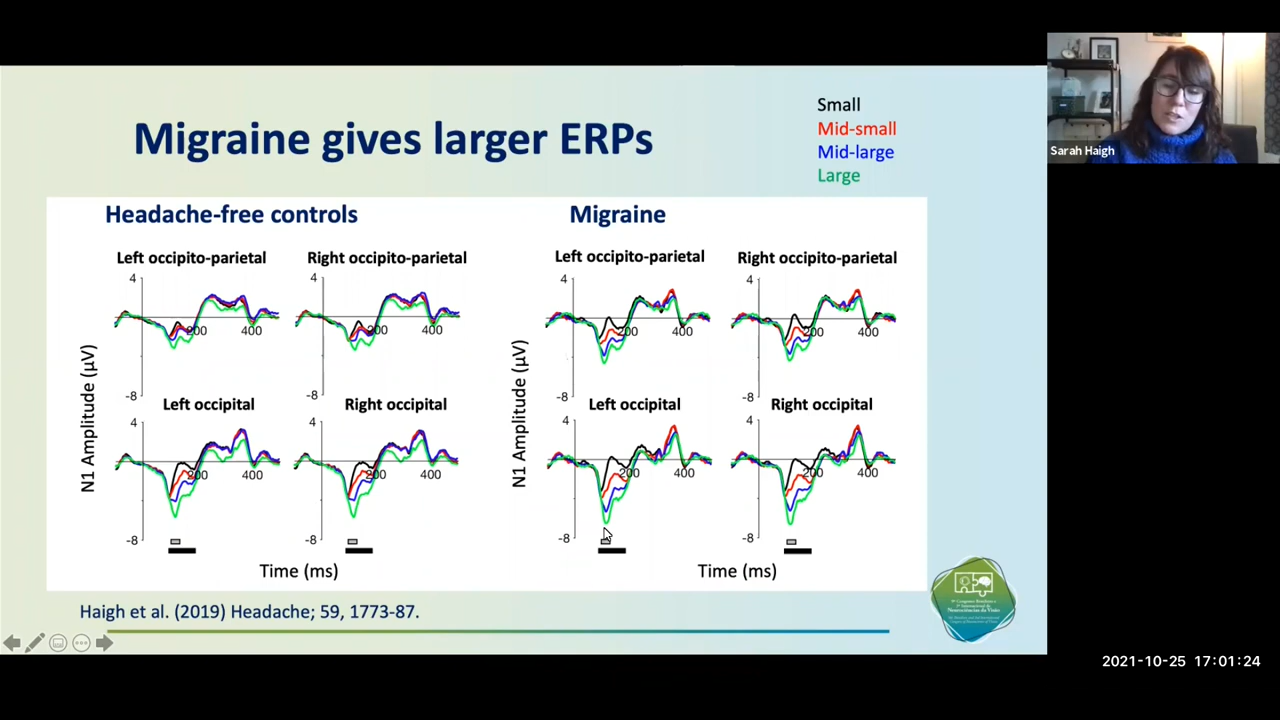 Migraine gives larger ERPs
Small
Mid-small
Mid-large
Large
Sarah Haigh
Headache-free controls
Migraine
Left occipito-parietal
Right occipito-parietal
Left occipito-parietal
Right occipito-parietal
4
4
4
4
200
400
200
400
200
400
200
400
-8
-8
-8
-8
Left occipital
Right occipital
Left occipital
Right occipital
4
4
4
4
200
400
200
400
200
400
200
400
-8
-8
-8
-8
N1 Amplitude (µV)
N1 Amplitude (µV)
Time (ms)
Time (ms)
Haigh et al. (2019) Headache; 59, 1773-87.
2021-10-25 17:01:24